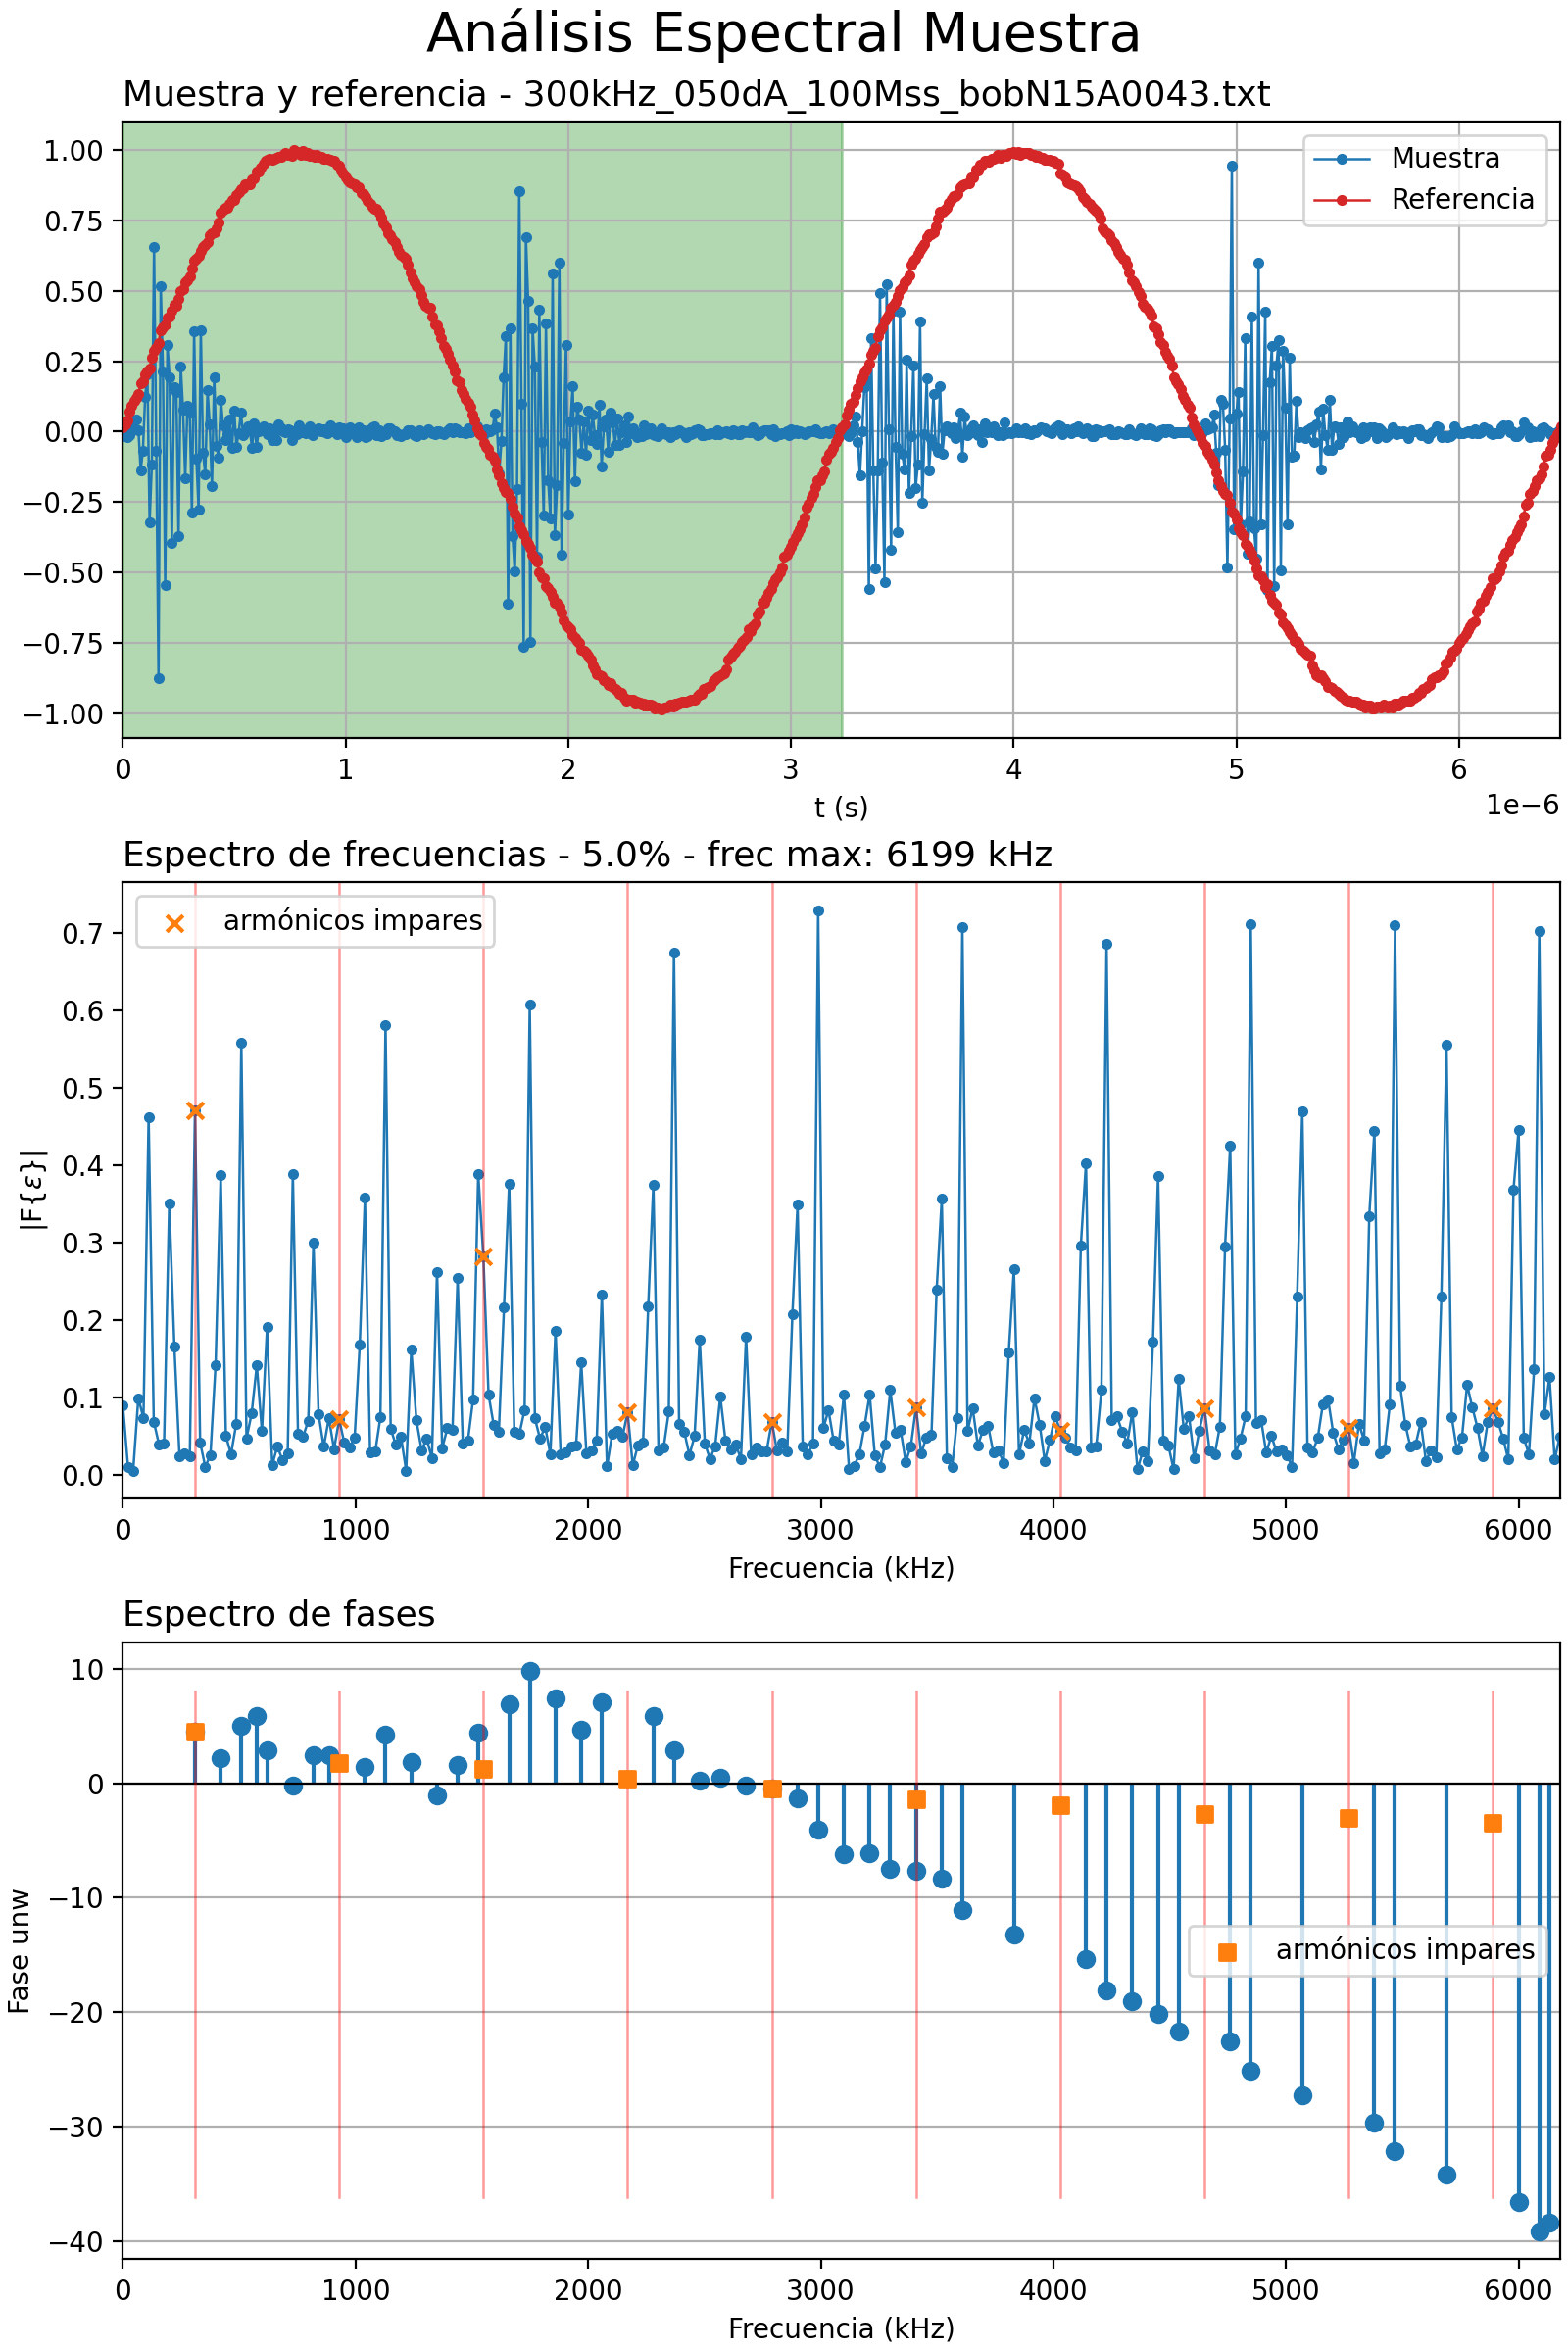 Análisis Espectral Muestra
Muestra y referencia - 300kHz_050dA_100Mss_bobN15A0043.txt
1.00
0.75
0.50
0.25
0.00
−0.25
−0.50
−0.75
−1.00
Muestra
Referencia
0 1 2 3 4 5 6
t (s)
1e−6
Espectro de frecuencias - 5.0% - frec max: 6199 kHz
armónicos impares
|F{ε}|
0.7
0.6
0.5
0.4
0.3
0.2
0.1
0.0
0 1000 2000 3000 4000 5000 6000
Frecuencia (kHz)
Espectro de fases
Fase unw
10
0
−10
−20
−30
−40
armónicos impares
0 1000 2000 3000 4000 5000 6000
Frecuencia (kHz)